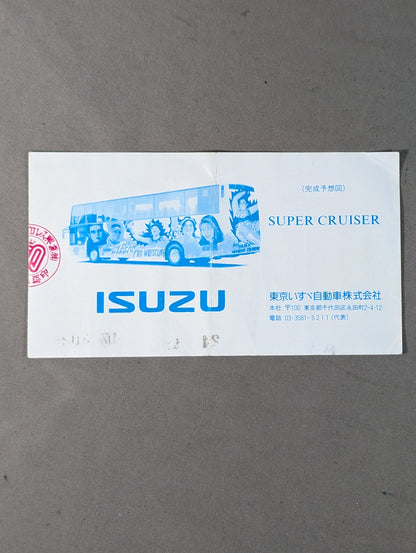 (完成予想図)
SUPER CRUISER
ISUZU
東京いすゞ自動車株式会社
本社 〒100 東京都千代田区永田町2-4-12
電話 03-3581-5211(代表)